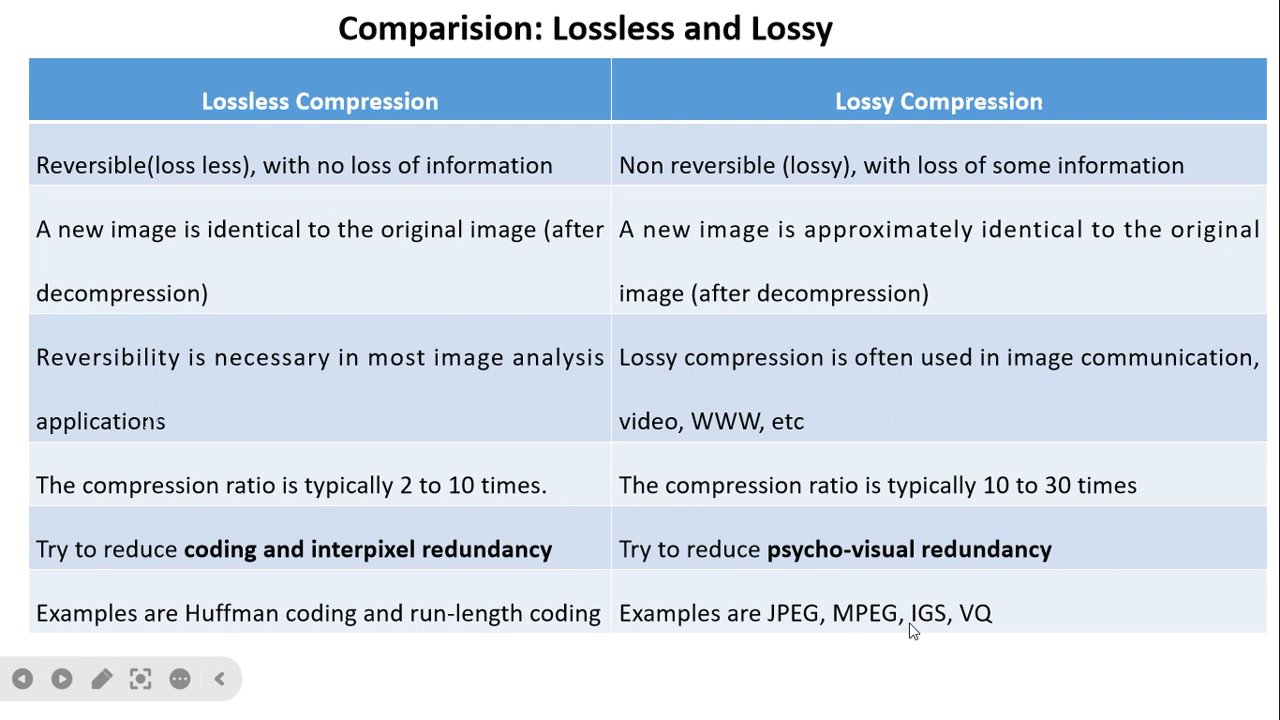 Comparision: Lossless and Lossy
Lossless Compression
Lossy Compression
Reversible(loss less), with no loss of information
Non reversible (lossy), with loss of some information
A new image is identical to the original image (after
decompression)
A new image is approximately identical to the original
image (after decompression)
Reversibility is necessary in most image analysis
applications
Lossy compression is often used in image communication,
video, WWW, etc
The compression ratio is typically 2 to 10 times.
The compression ratio is typically 10 to 30 times
Try to reduce coding and interpixel redundancy
Try to reduce psycho-visual redundancy
Examples are Huffman coding and run-length coding
Examples are JPEG, MPEG, IGS, VQ